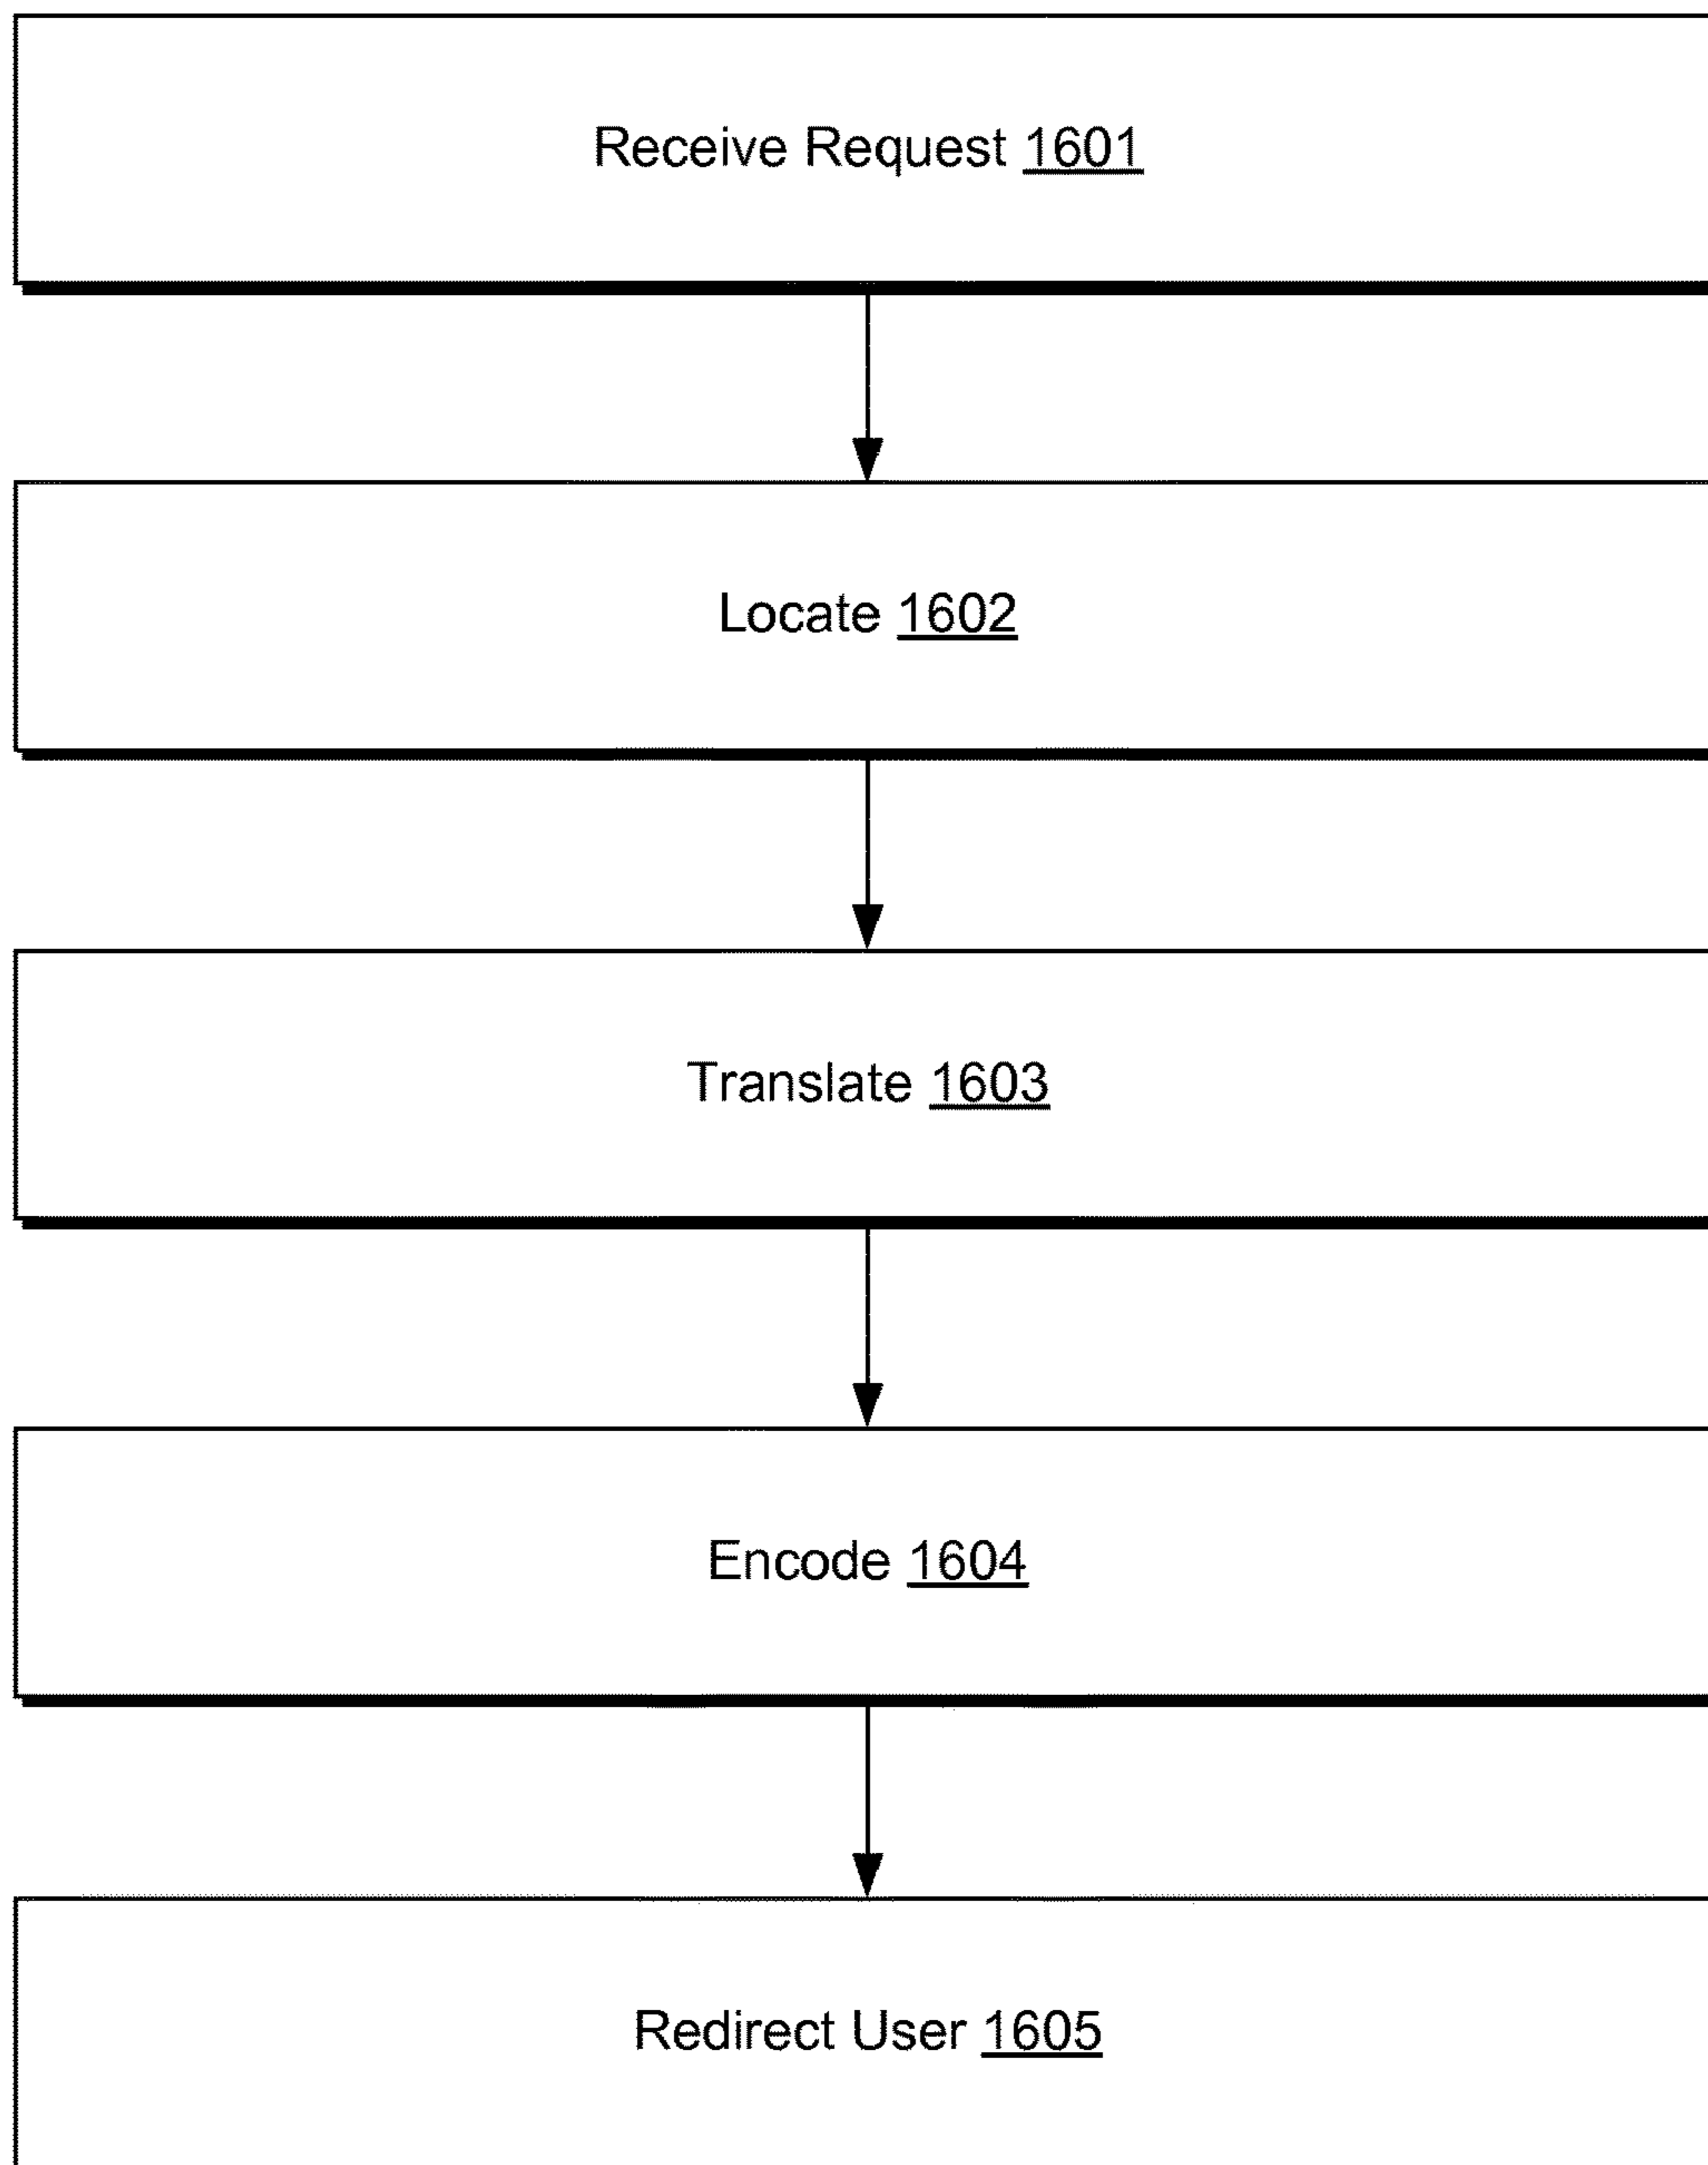 Receive Request 1601
Locate 1602
Translate 1603
Encode 1604
Redirect User 1605